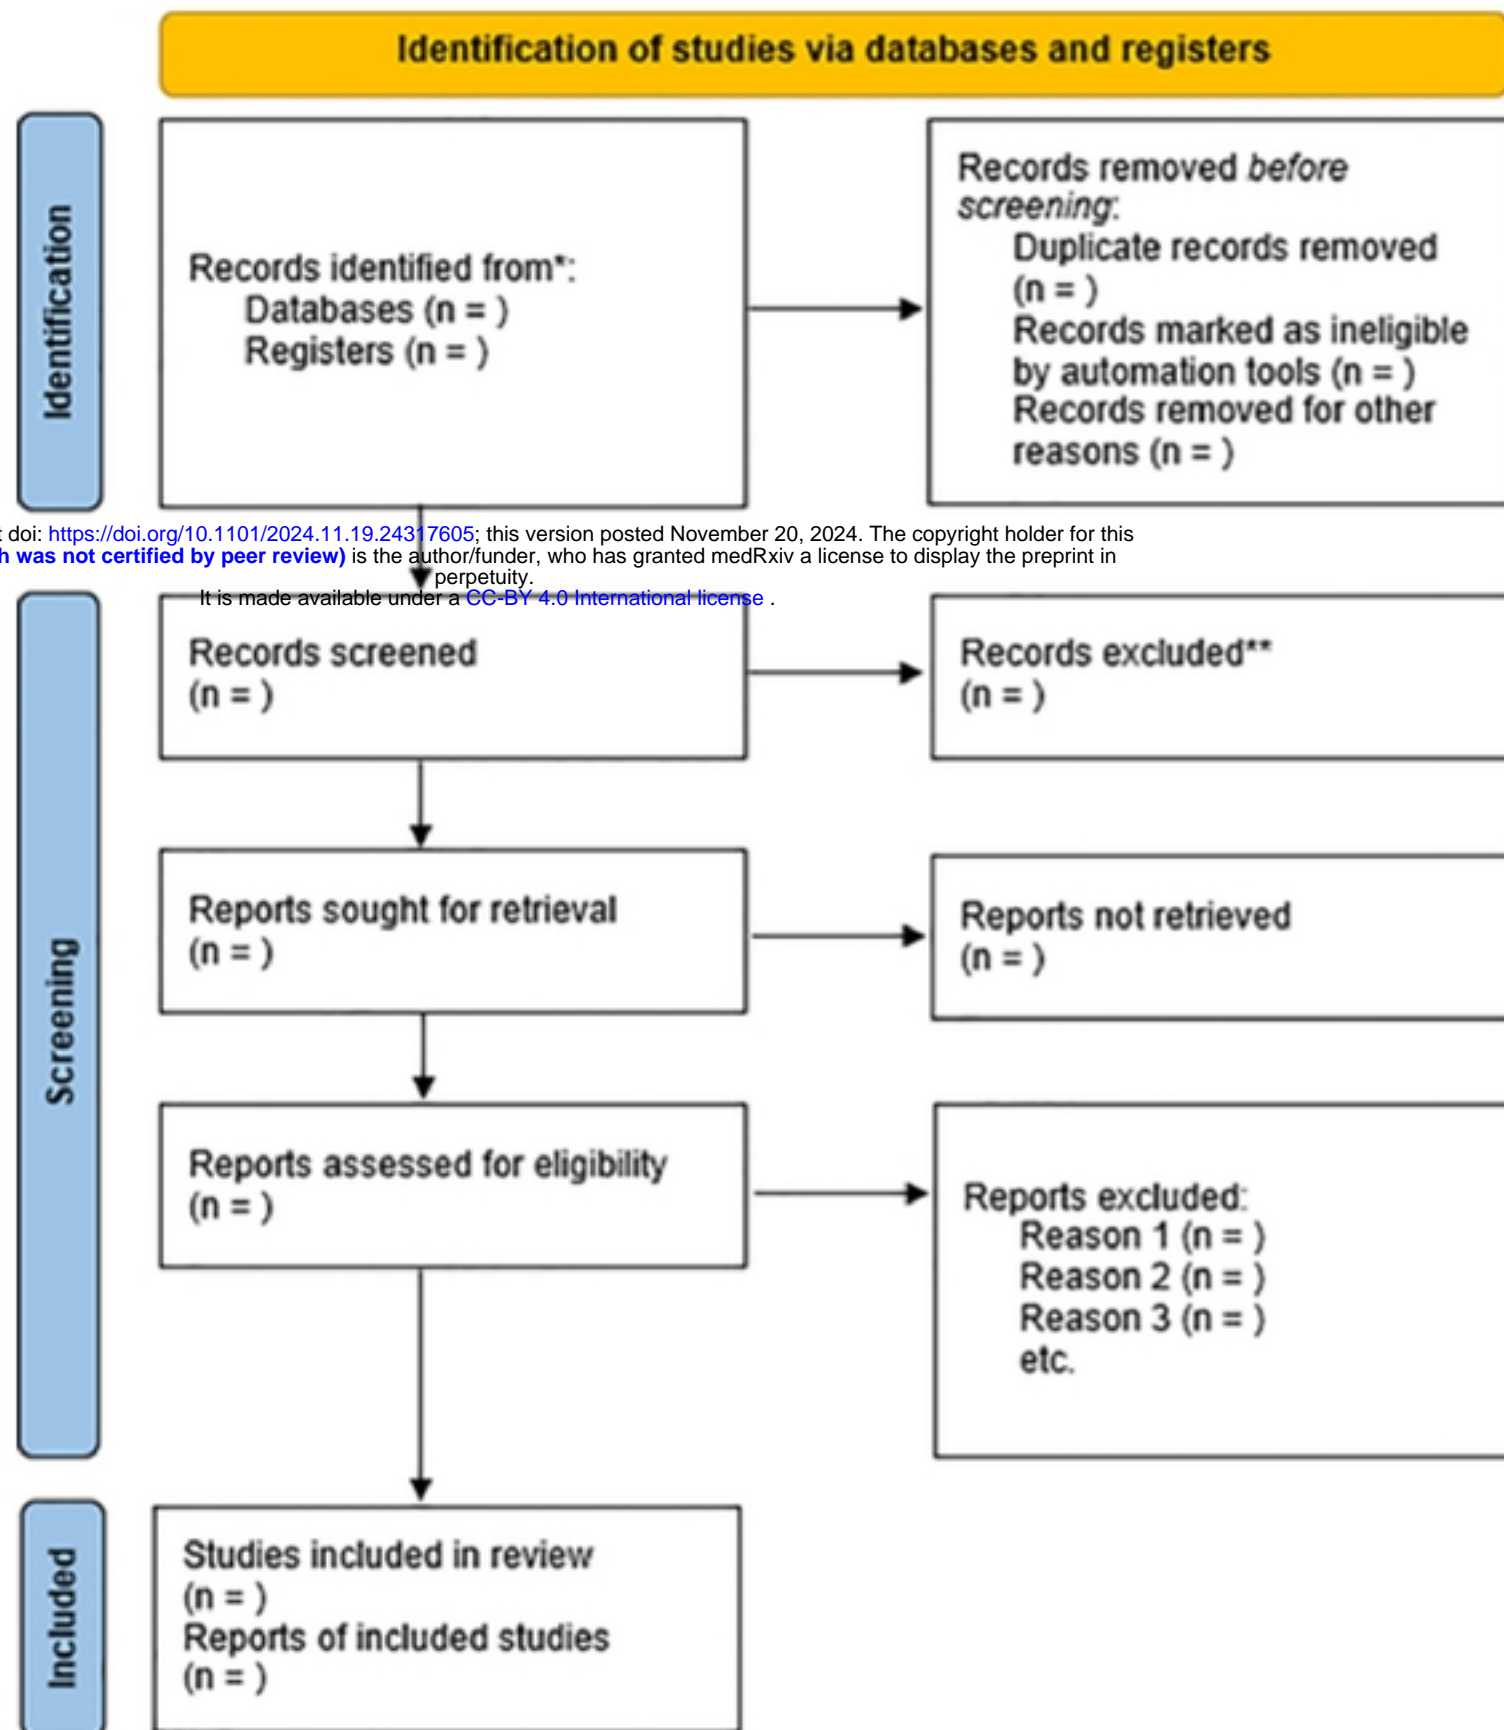 Identification of studies via databases and registers
Identification
Records identified from*:
Databases (n = )
Registers (n = )
Records removed before
screening:
Duplicate records removed
(n = )
Records marked as ineligible
by automation tools (n = )
Records removed for other
reasons (n = )
t doi: https://doi.org/10.1101/2024.11.19.24317605; this version posted November 20, 2024. The copyright holder for this
h was not certified by peer review) is the author/funder, who has granted medRxiv a license to display the preprint in
perpetuity.
It is made available under a CC-BY 4.0 International license .
Screening
Records screened
(n = )
Records excluded**
(n = )
Reports sought for retrieval
(n = )
Reports not retrieved
(n = )
Reports assessed for eligibility
(n = )
Reports excluded:
Reason 1 (n = )
Reason 2 (n = )
Reason 3 (n = )
etc.
Included
Studies included in review
(n = )
Reports of included studies
(n = )